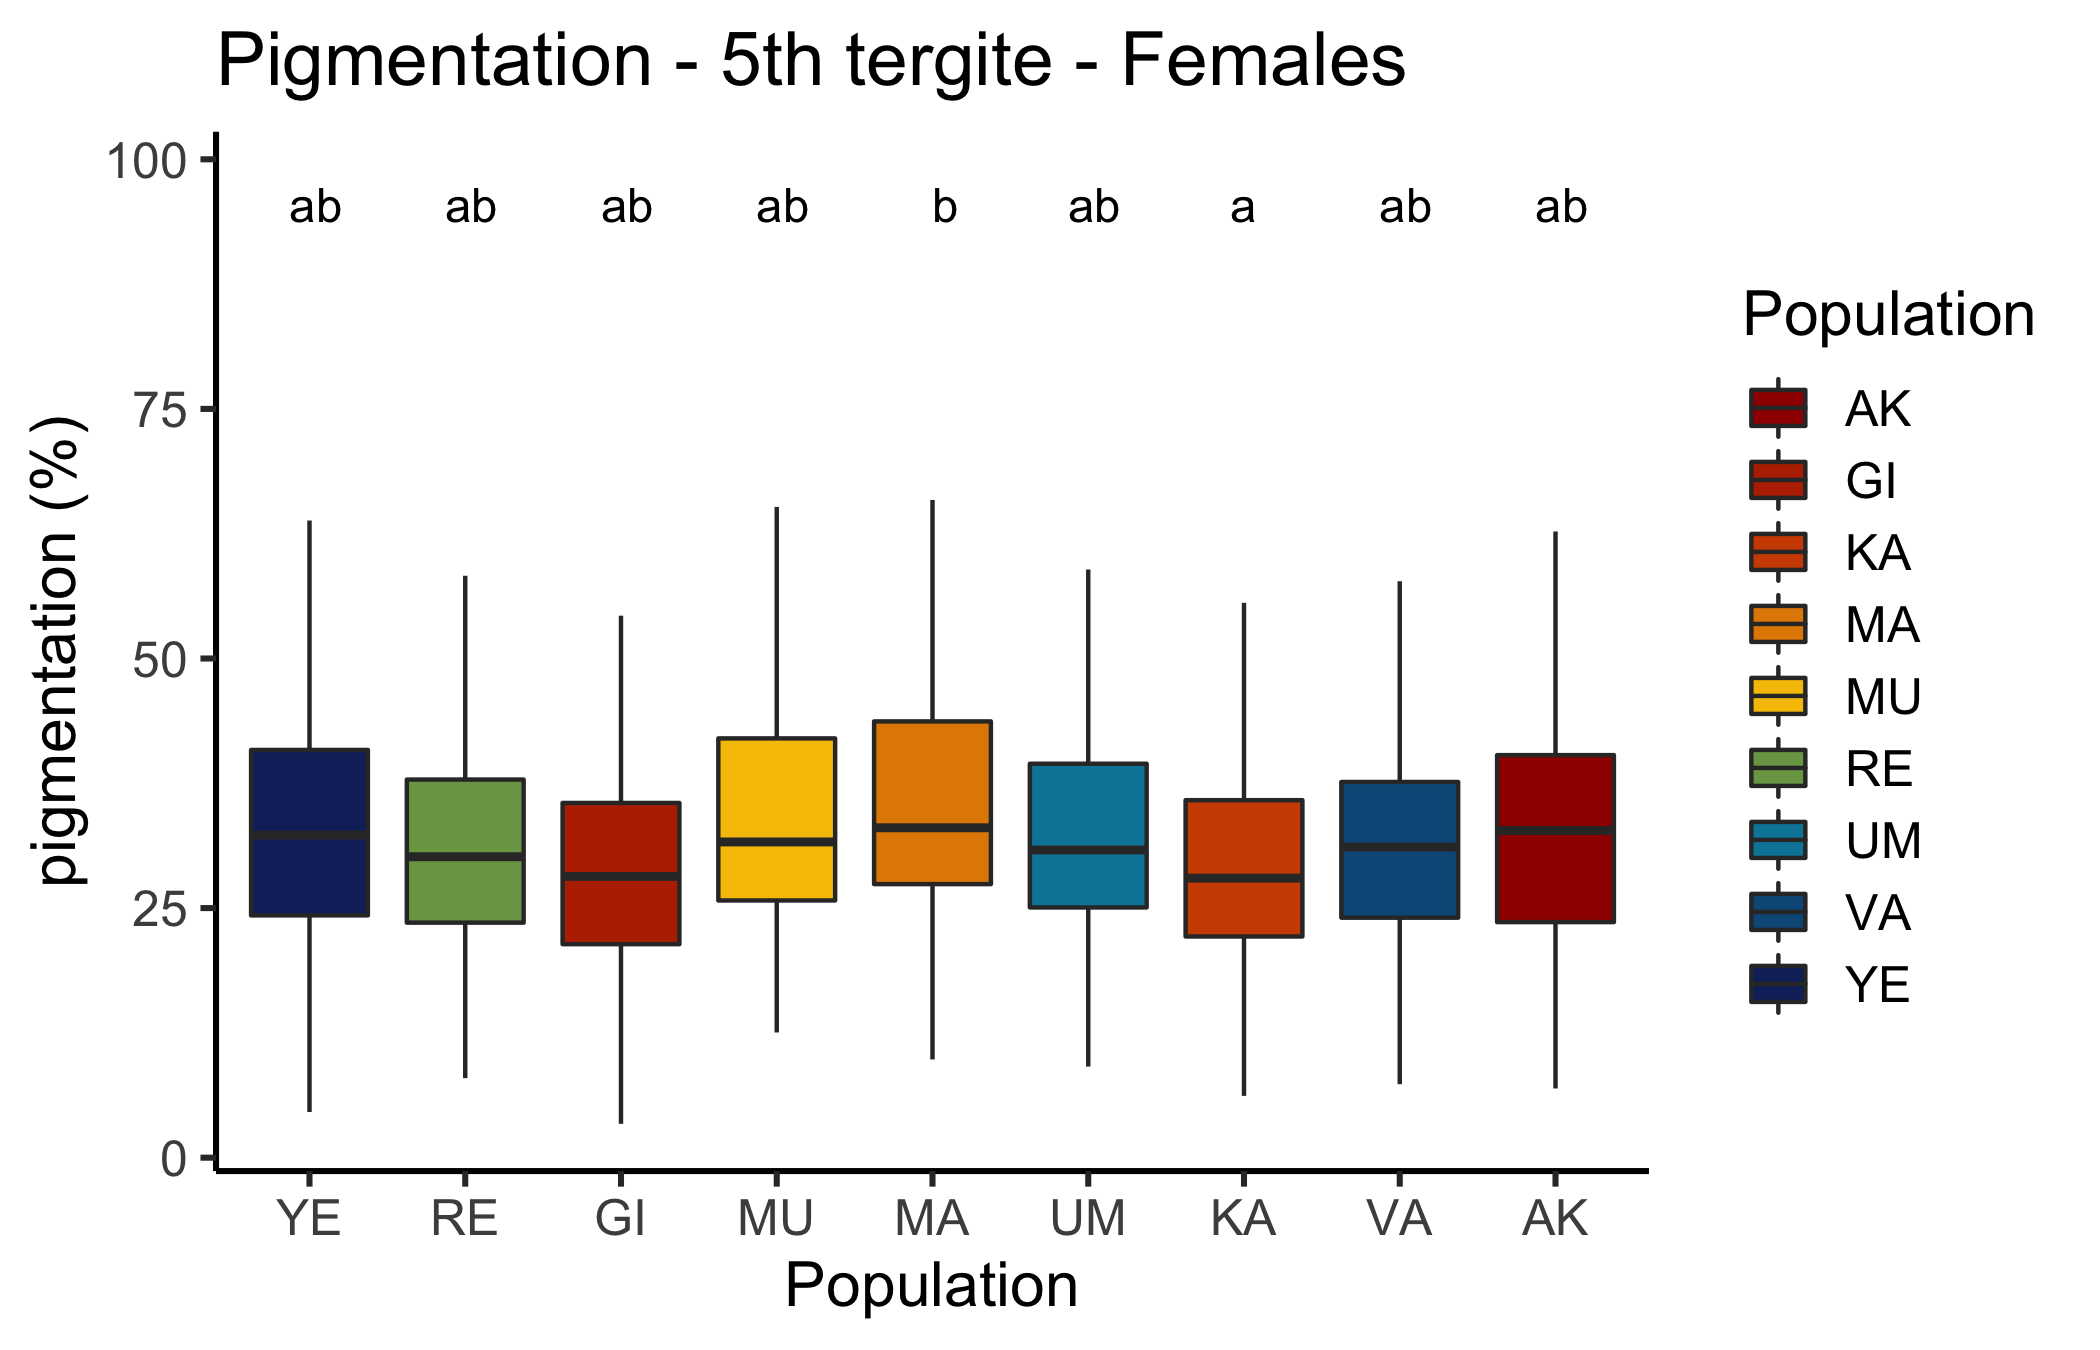 Pigmentation - 5th tergite - Females
100
75
50
25
0
pigmentation (%)
ab ab ab ab b ab a ab ab
YE RE GI MU MA UM KA VA AK
Population
Population
AK
GI
KA
MA
MU
RE
UM
VA
YE